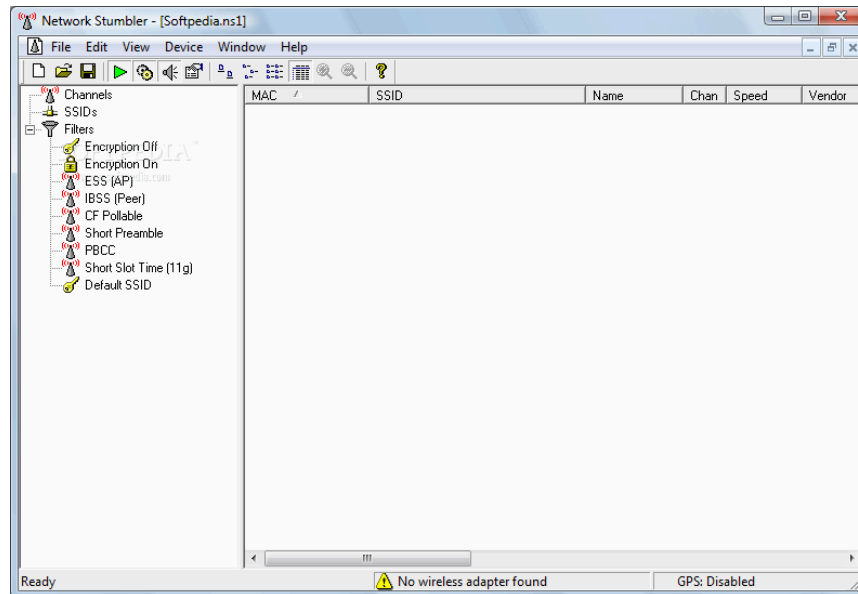 Network Stumbler - [Softpedia.ns1]
File Edit View Device Window Help
Channels
SSIDs
Filters
Encryption Off
Encryption On
ESS (AP)
IBSS (Peer)
CF Pollable
Short Preamble
PBCC
Short Slot Time (11g)
Default SSID
MAC SSID Name Chan Speed Vendor
Ready No wireless adapter found GPS: Disabled